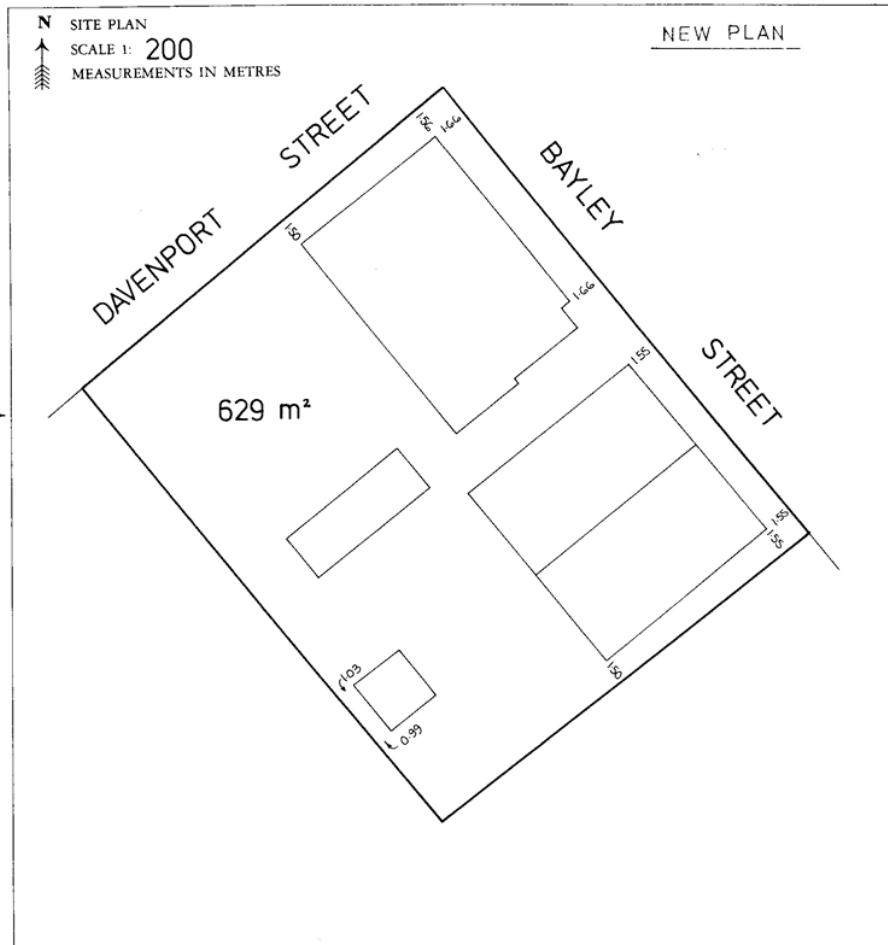 N SITE PLAN
SCALE 1: 200
MEASUREMENTS IN METRES
NEW PLAN
DAVENPORT STREET
BAYLEY STREET
1·56
1·66
1·50
1·66
629 m²
1·55
1·55
1·55
1·50
1·03
0·99